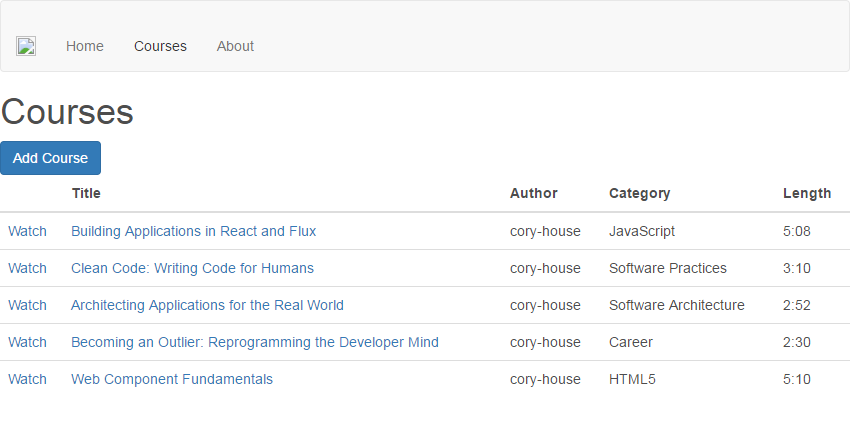 Home Courses About
Courses
Add Course
Title Author Category Length
Watch Building Applications in React and Flux cory-house JavaScript 5:08
Watch Clean Code: Writing Code for Humans cory-house Software Practices 3:10
Watch Architecting Applications for the Real World cory-house Software Architecture 2:52
Watch Becoming an Outlier: Reprogramming the Developer Mind cory-house Career 2:30
Watch Web Component Fundamentals cory-house HTML5 5:10